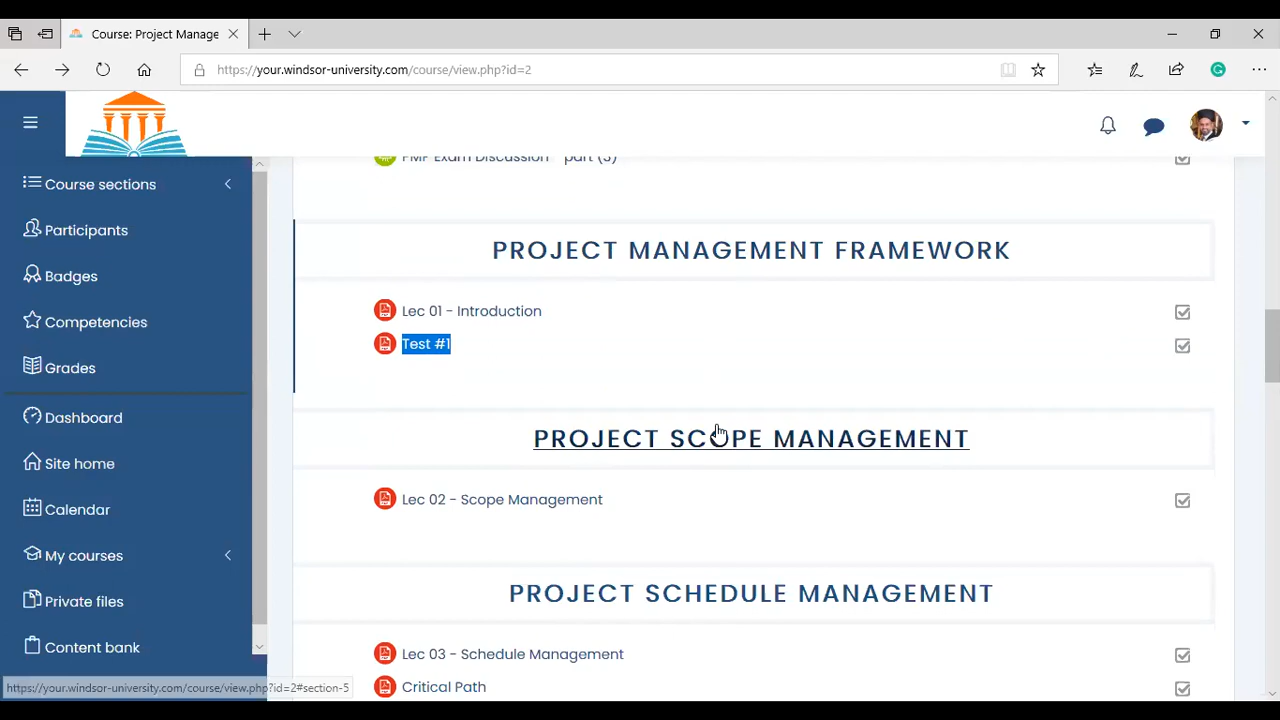 Course: Project Manage
https://your.windsor-university.com/course/view.php?id=2
PMP Exam Discussion - part (3)
Course sections
Participants
Badges
Competencies
Grades
Dashboard
Site home
Calendar
My courses
Private files
Content bank
PROJECT MANAGEMENT FRAMEWORK
Lec 01 - Introduction
Test #1
PROJECT SCOPE MANAGEMENT
Lec 02 - Scope Management
PROJECT SCHEDULE MANAGEMENT
Lec 03 - Schedule Management
Critical Path
https://your.windsor-university.com/course/view.php?id=2#section-5